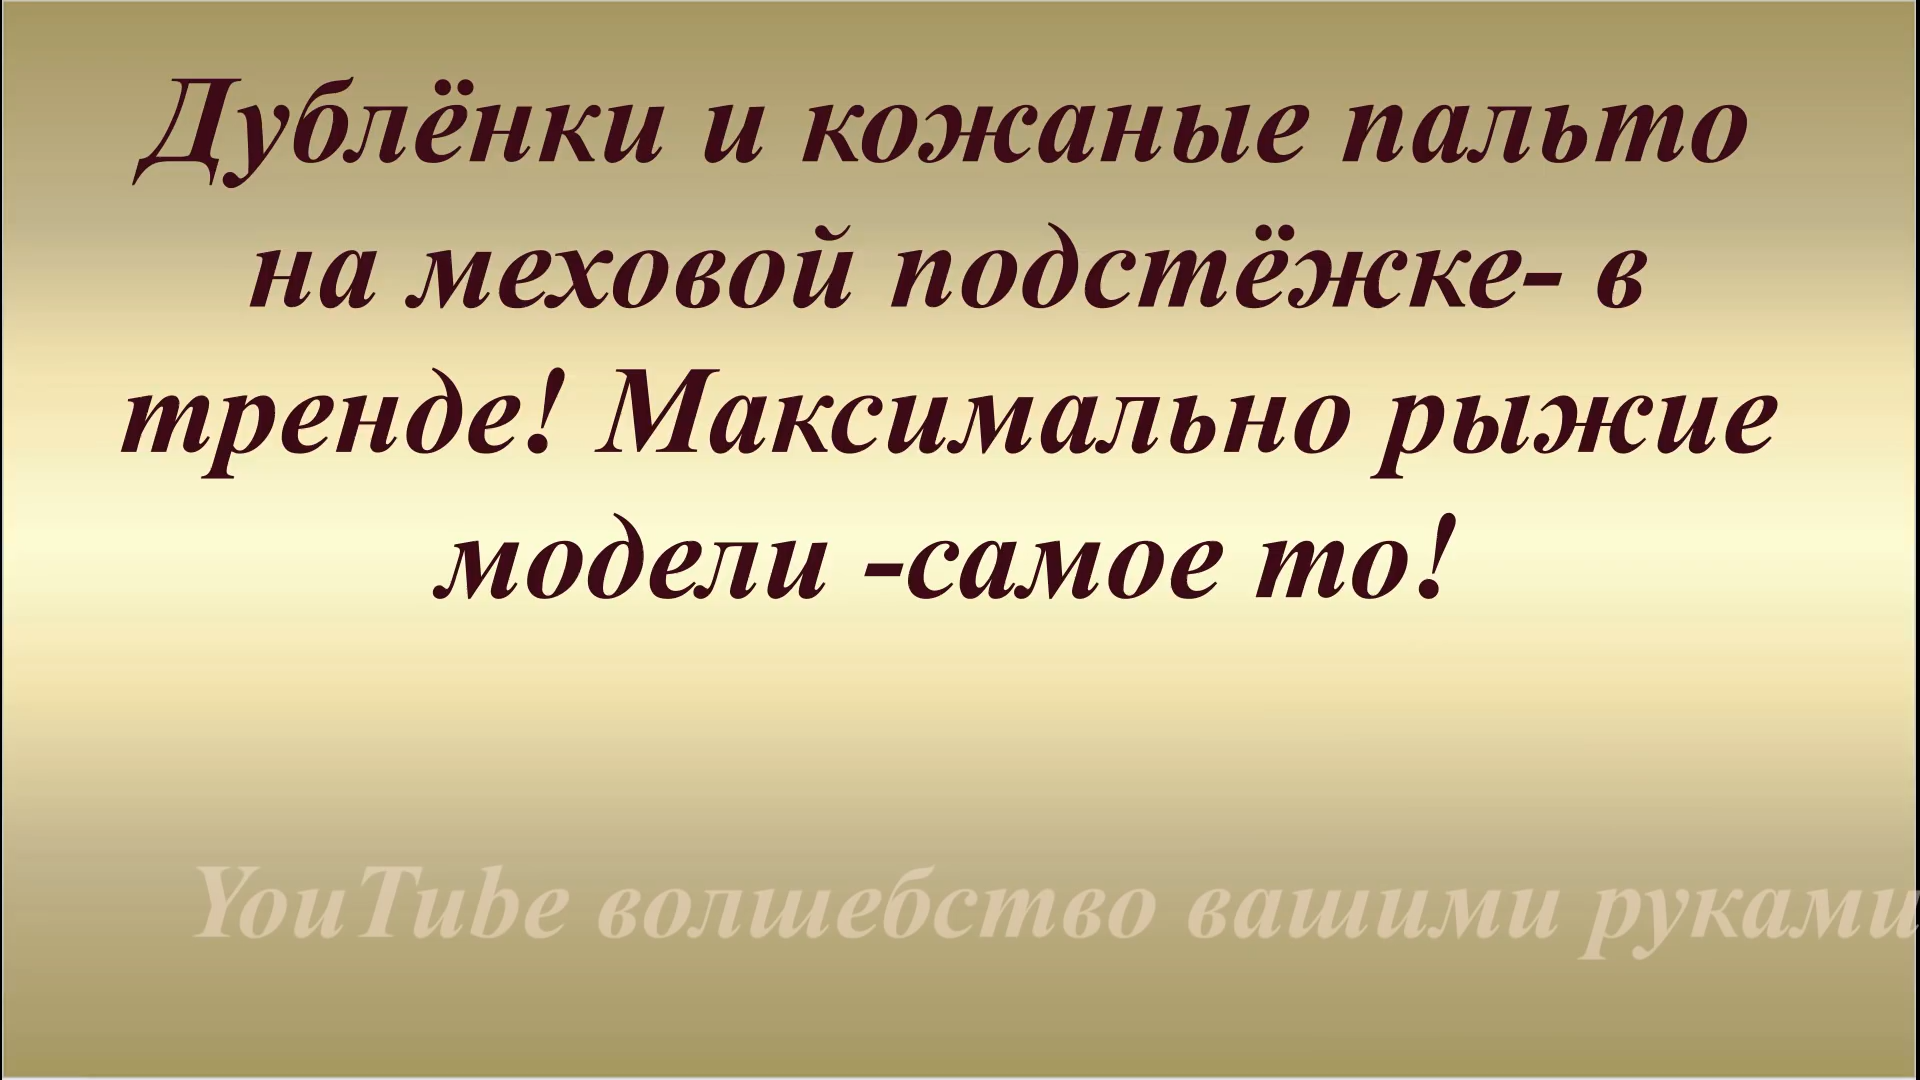 Дублёнки и кожаные пальто
на меховой подстёжке- в
тренде! Максимально рыжие
модели -самое то!
YouTube волшебство вашими руками